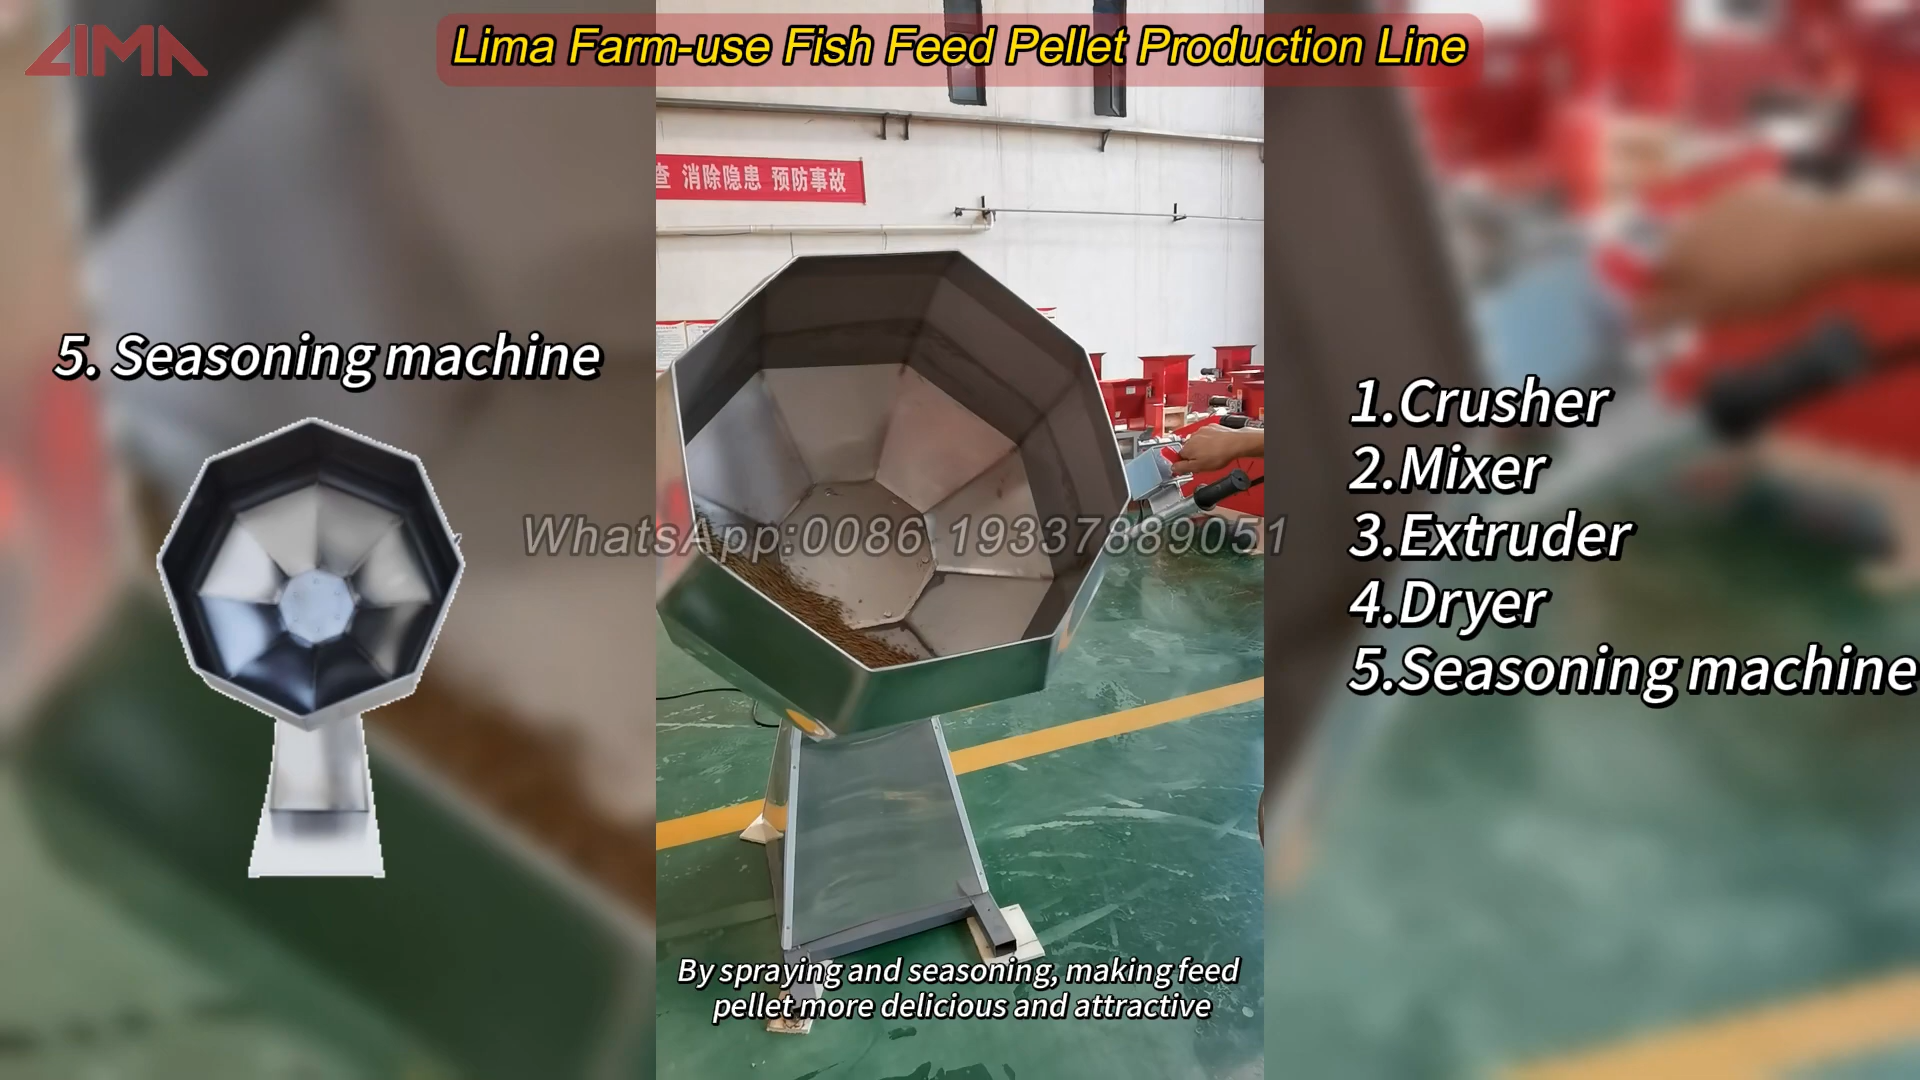 LIMA
Lima Farm-use Fish Feed Pellet Production Line
查 消除隐患 预防事故
5. Seasoning machine
1.Crusher
2.Mixer
3.Extruder
4.Dryer
5.Seasoning machine
WhatsApp:0086 19337889051
By spraying and seasoning, making feed
pellet more delicious and attractive